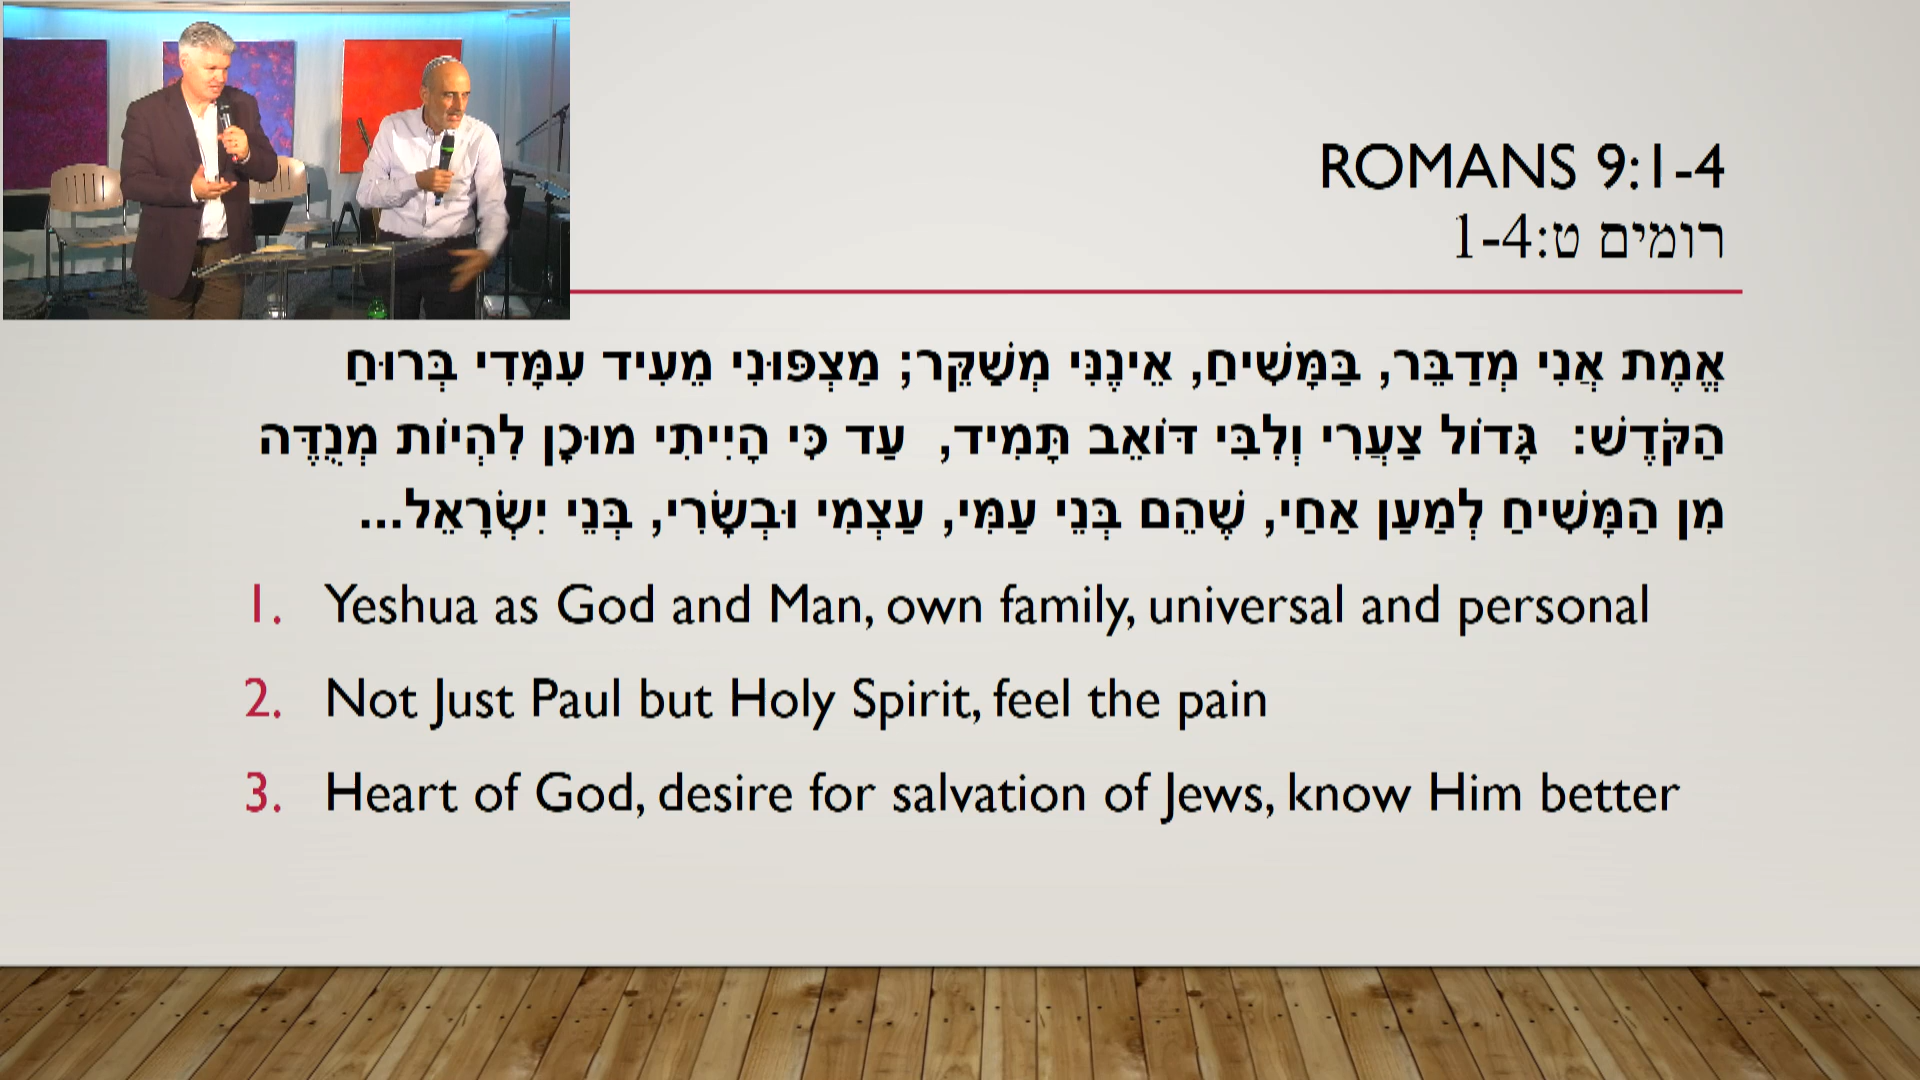 ROMANS 9:1-4
רומים ט:1-4
אֱמֶת אֲנִי מְדַבֵּר, בַּמָּשִׁיחַ, אֵינֶנִּי מְשַׁקֵּר; מַצְפּוּנִי מֵעִיד עִמָּדִי בְּרוּחַ
הַקֹּדֶשׁ: גָּדוֹל צַעֲרִי וְלִבִּי דּוֹאֵב תָּמִיד, עַד כִּי הָיִיתִי מוּכָן לִהְיוֹת מְנֻדֶּה
מִן הַמָּשִׁיחַ לְמַעַן אַחַי, שֶׁהֵם בְּנֵי עַמִּי, עַצְמִי וּבְשָׂרִי, בְּנֵי יִשְׂרָאֵל...
1. Yeshua as God and Man, own family, universal and personal
2. Not Just Paul but Holy Spirit, feel the pain
3. Heart of God, desire for salvation of Jews, know Him better